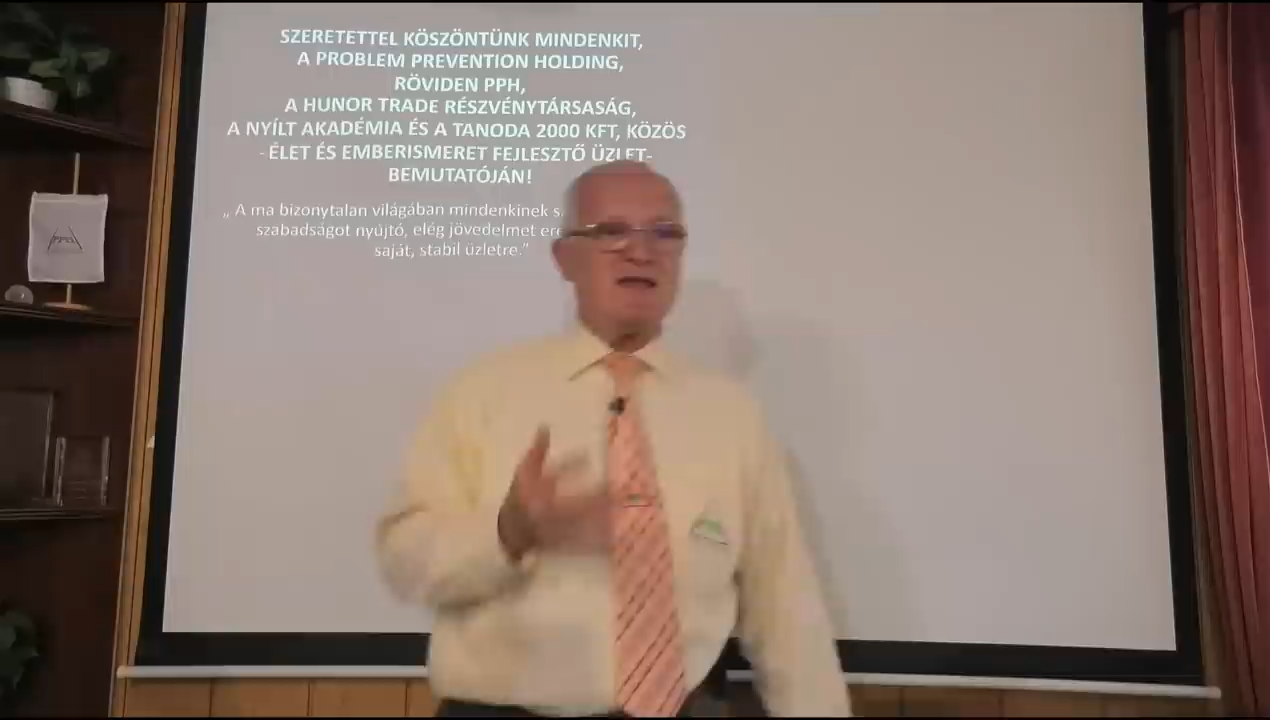 SZERETETTEL KÖSZÖNTÜNK MINDENKIT,
A PROBLEM PREVENTION HOLDING,
RÖVIDEN PPH,
A HUNOR TRADE RÉSZVÉNYTÁRSASÁG,
A NYÍLT AKADÉMIA ÉS A TANODA 2000 KFT, KÖZÖS
- ÉLET ÉS EMBERISMERET FEJLESZTŐ ÜZLET-
BEMUTATÓJÁN!
„ A ma bizonytalan világában mindenkinek
szabadságot nyújtó, elég jövedelmet
saját, stabil üzletre.”